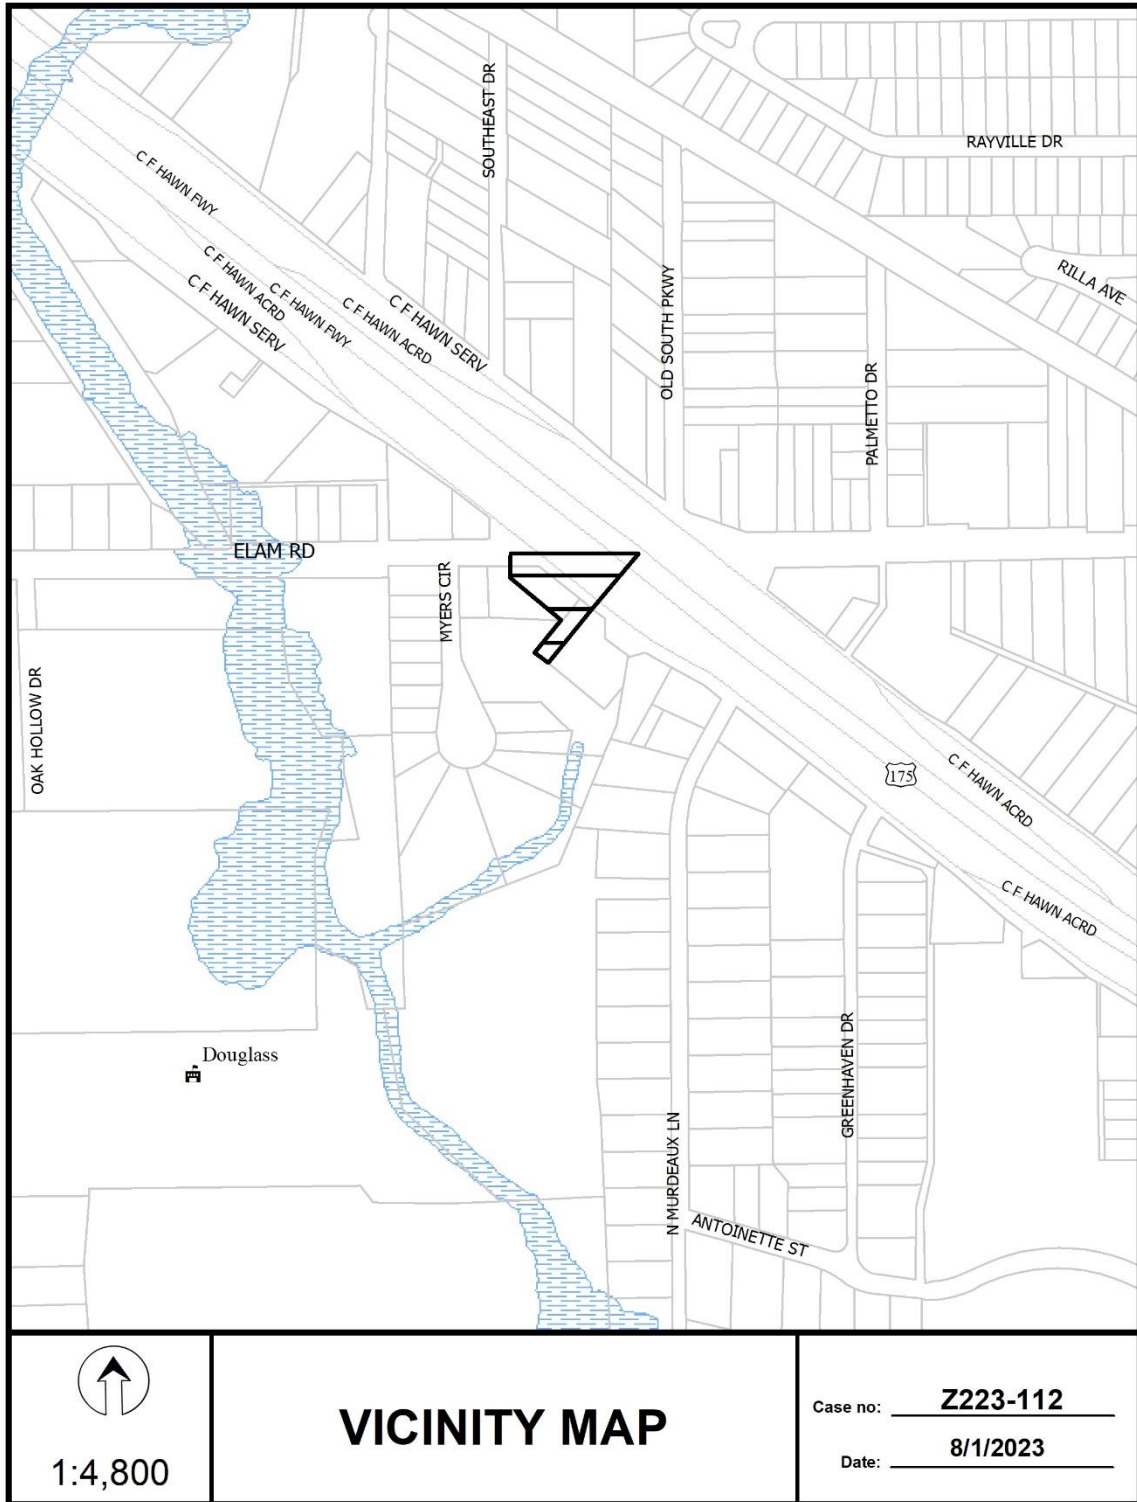 SOUTHEAST DR
RAYVILLE DR
C F HAWN FWY
RILLA AVE
C F HAWN ACRD
C F HAWN SERV
C F HAWN FWY
C F HAWN ACRD
C F HAWN SERV
OLD SOUTH PKWY
PALMETTO DR
ELAM RD
MYERS CIR
OAK HOLLOW DR
175
C F HAWN ACRD
C F HAWN ACRD
Douglass
GREENHAVEN DR
N MURDEAUX LN
ANTOINETTE ST
1:4,800
VICINITY MAP
Case no: Z223-112
Date: 8/1/2023